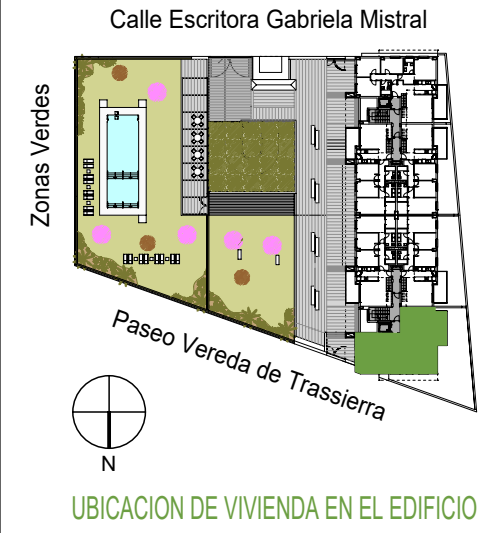 Calle Escritora Gabriela Mistral
Zonas Verdes
Paseo Vereda de Trassierra
N
UBICACION DE VIVIENDA EN EL EDIFICIO